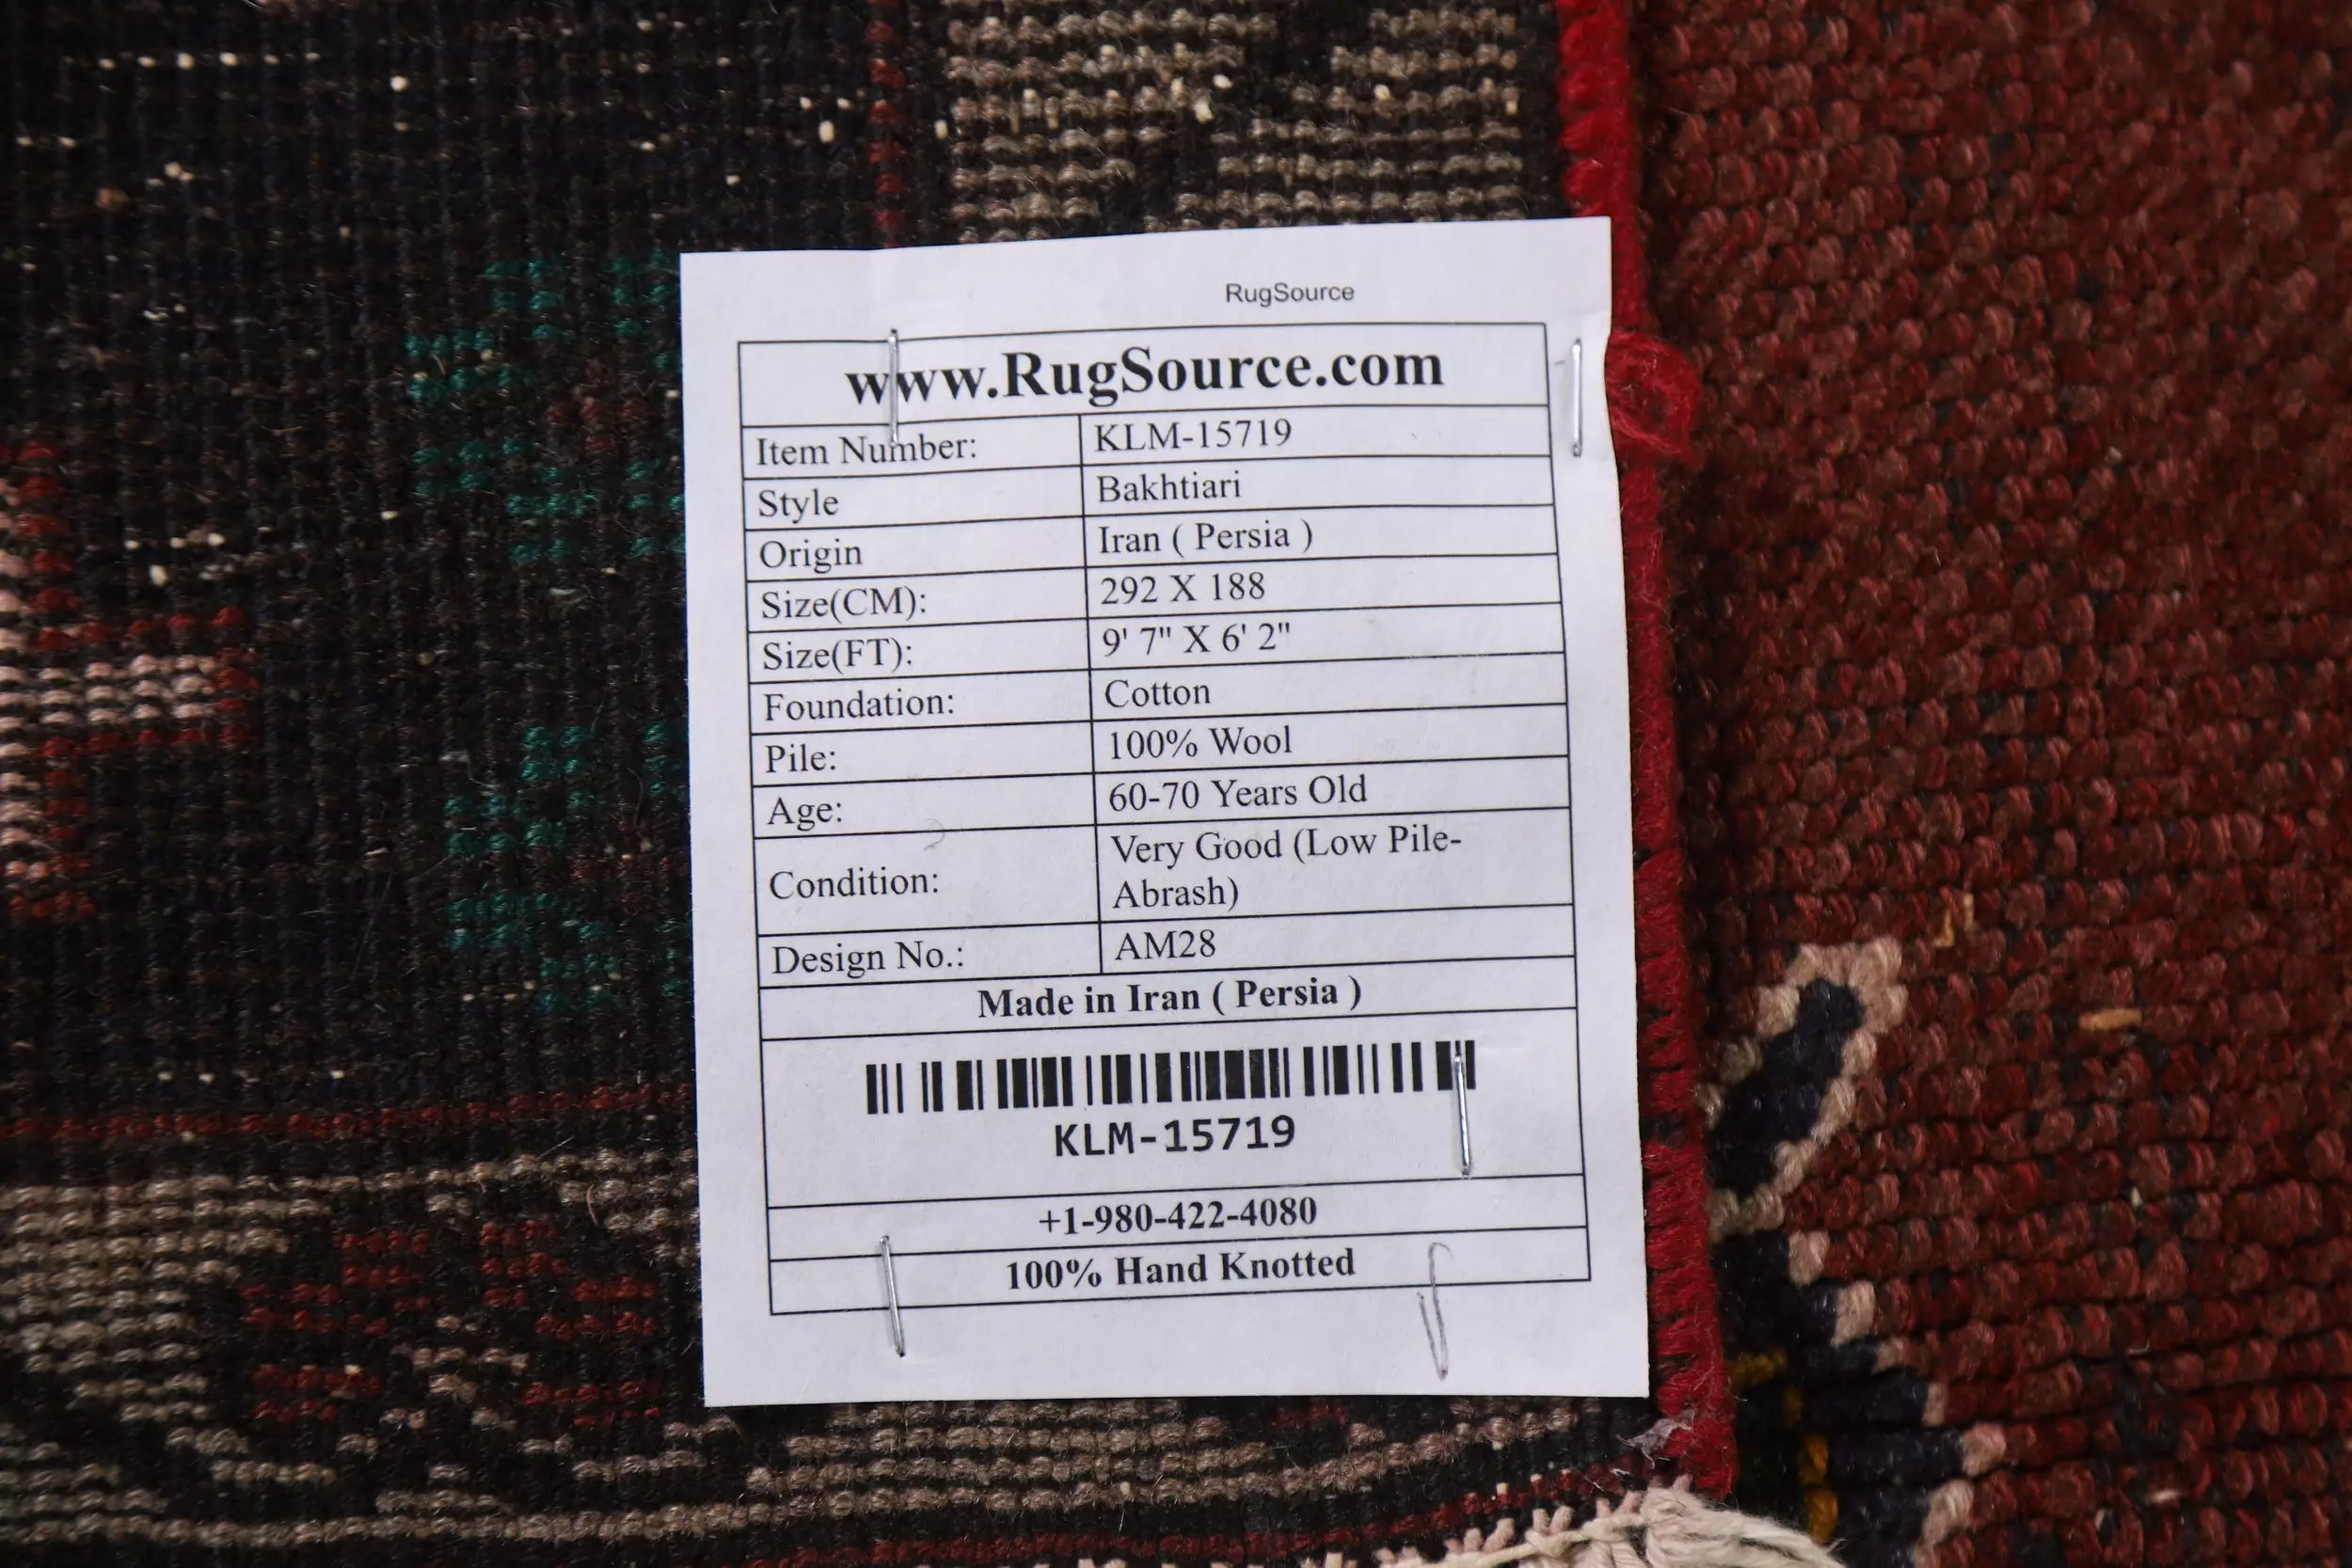 RugSource
www.RugSource.com
Item Number: KLM-15719
Style Bakhtiari
Origin Iran ( Persia )
Size(CM): 292 X 188
Size(FT): 9' 7" X 6' 2"
Foundation: Cotton
Pile: 100% Wool
Age: 60-70 Years Old
Condition: Very Good (Low Pile-
Abrash)
Design No.: AM28
Made in Iran ( Persia )
KLM-15719
+1-980-422-4080
100% Hand Knotted